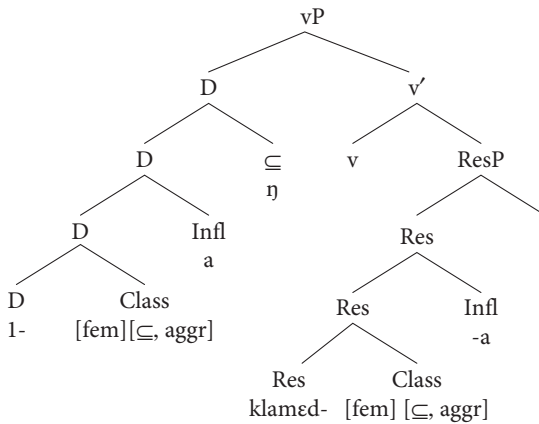 vP
D v′
D ⊆ v ResP
ŋ
D Infl Res
a
D Class Res Infl
1- [fem][⊆, aggr] -a
Res Class
klamɛd- [fem] [⊆, aggr]